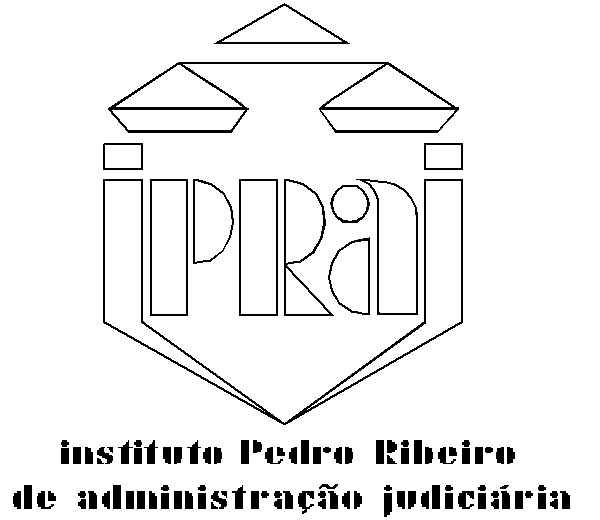 iPRaj
instituto Pedro Ribeiro
de administração judiciária